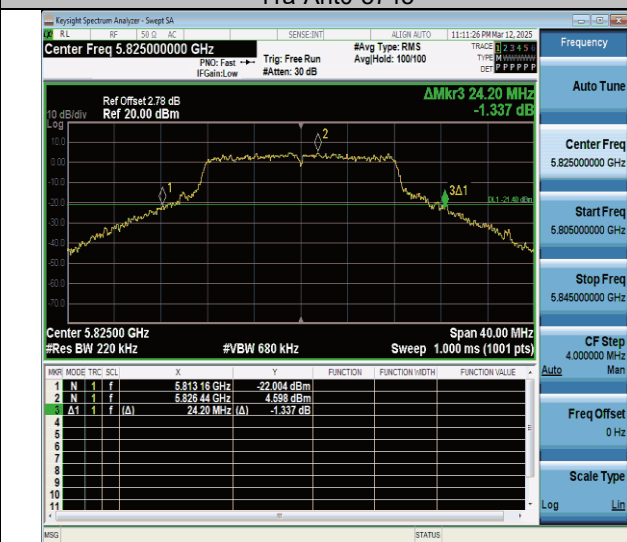 Keysight Spectrum Analyzer - Swept SA
RL RF 50 Ω AC SENSE:INT ALIGN AUTO 11:11:26 PM Mar 12, 2025
Center Freq 5.825000000 GHz #Avg Type: RMS TRACE 1 2 3 4 5 6
PNO: Fast Trig: Free Run Avg|Hold: 100/100 TYPE M W W W W W
IFGain:Low #Atten: 30 dB DET P P P P P P
Frequency
Auto Tune
Center Freq
5.825000000 GHz
Start Freq
5.805000000 GHz
Stop Freq
5.845000000 GHz
CF Step
4.000000 MHz
Auto Man
Freq Offset
0 Hz
Scale Type
Log Lin
ΔMkr3 24.20 MHz
-1.337 dB
Ref Offset 2.78 dB
10 dB/div Ref 20.00 dBm
Log
10.0
0.00
-10.0
-20.0
-30.0
-40.0
-50.0
-60.0
-70.0
1
2
3Δ1
DL1 -21.40 dBm
Center 5.82500 GHz Span 40.00 MHz
#Res BW 220 kHz #VBW 680 kHz Sweep 1.000 ms (1001 pts)
MKR MODE TRC SCL X Y FUNCTION FUNCTION WIDTH FUNCTION VALUE
1 N 1 f 5.813 16 GHz -22.004 dBm
2 N 1 f 5.826 44 GHz 4.598 dBm
3 Δ1 1 f (Δ) 24.20 MHz (Δ) -1.337 dB
4
5
6
7
8
9
10
11
MSG STATUS